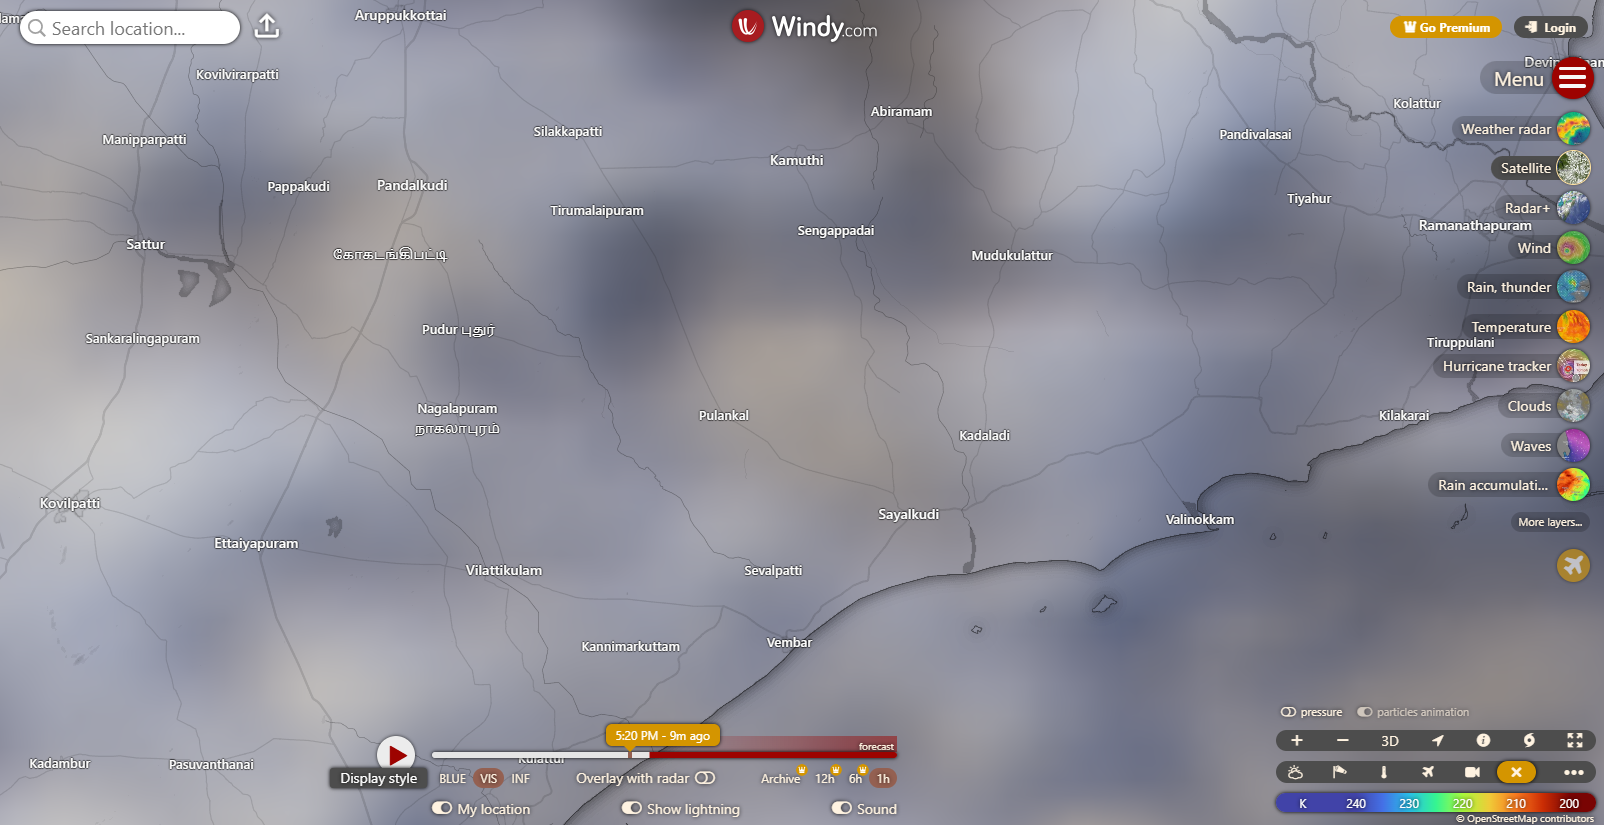 Aruppukkottai
Search location...
Windy.com
Go Premium
Login
Kovilvirarpatti
Menu
Kolattur
Abiramam
Manipparpatti
Silakkapatti
Pandivalasai
Weather radar
Kamuthi
Satellite
Pappakudi
Pandalkudi
Tiyahur
Radar+
Tirumalaipuram
Ramanathapuram
Sengappadai
Sattur
Wind
கோகடங்கிபட்டி
Mudukulattur
Rain, thunder
Pudur புதுர்
Temperature
Sankaralingapuram
Tiruppulani
Hurricane tracker
Nagalapuram
நாகலாபுரம்
Clouds
Pulankal
Kilakarai
Kadaladi
Waves
Rain accumulati...
Kovilpatti
Sayalkudi
Valinokkam
More layers...
Ettaiyapuram
Vilattikulam
Sevalpatti
Kannimarkuttam
Vembar
pressure
particles animation
5:20 PM - 9m ago
forecast
3D
Kadambur
Pasuvanthanai
Kulattur
Display style
BLUE VIS INF
Overlay with radar
Archive 12h 6h 1h
My location
Show lightning
Sound
K 240 230 220 210 200
© OpenStreetMap contributors